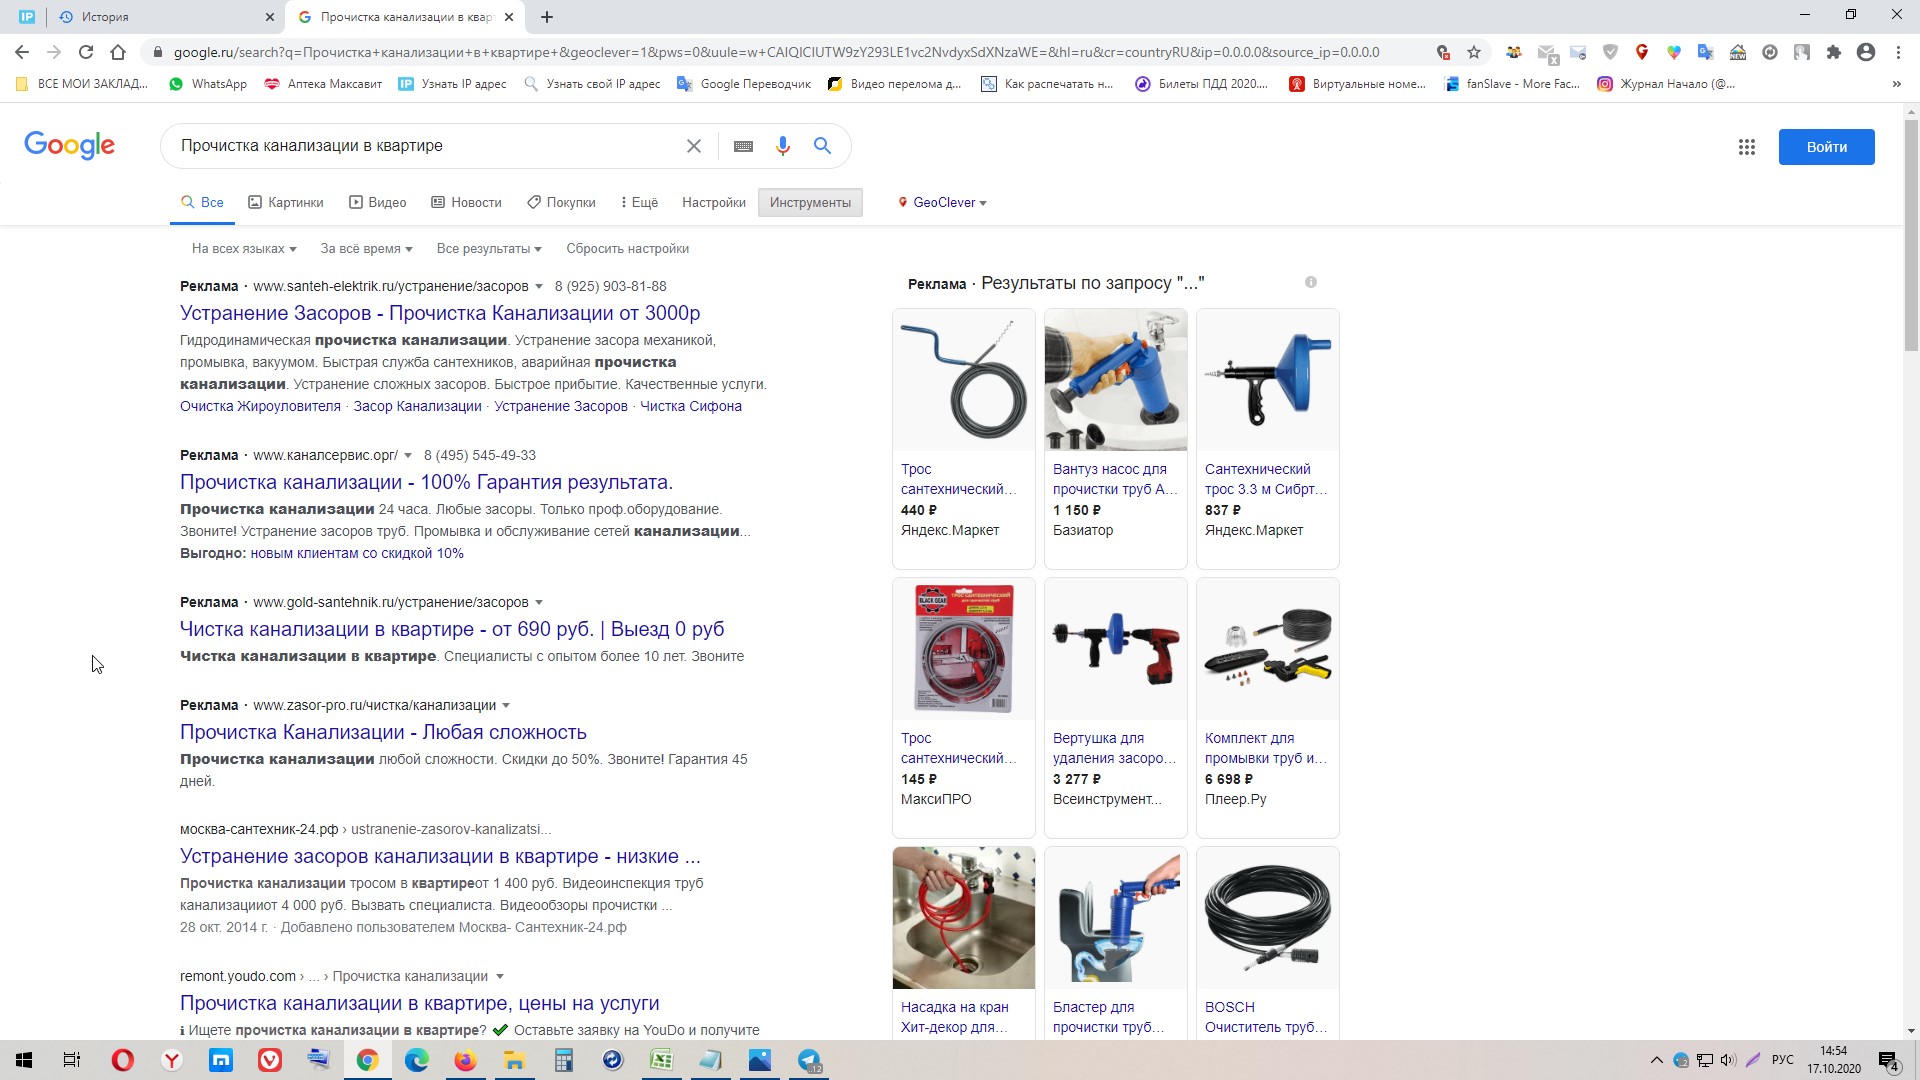 IP
История
Прочистка канализации в кварт
google.ru/search?q=Прочистка+канализации+в+квартире+&geoclever=1&pws=0&uule=w+CAIQICIUTW9zY293LE1vc2NvdyxSdXNzaWE=&hl=ru&cr=countryRU&ip=0.0.0.0&source_ip=0.0.0.0
ВСЕ МОИ ЗАКЛАД... WhatsApp Аптека Максавит IP Узнать IP адрес Узнать свой IP адрес Google Переводчик Видео перелома д... Как распечатать н... Билеты ПДД 2020.... Виртуальные номе... fanSlave - More Fac... Журнал Начало (@... »
Google
Прочистка канализации в квартире
Войти
Все Картинки Видео Новости Покупки Ещё Настройки Инструменты GeoClever
На всех языках За всё время Все результаты Сбросить настройки
Реклама · www.santeh-elektrik.ru/устранение/засоров 8 (925) 903-81-88
Устранение Засоров - Прочистка Канализации от 3000р
Гидродинамическая прочистка канализации. Устранение засора механикой,
промывка, вакуумом. Быстрая служба сантехников, аварийная прочистка
канализации. Устранение сложных засоров. Быстрое прибытие. Качественные услуги.
Очистка Жироуловителя · Засор Канализации · Устранение Засоров · Чистка Сифона
Реклама · www.каналсервис.орг/ 8 (495) 545-49-33
Прочистка канализации - 100% Гарантия результата.
Прочистка канализации 24 часа. Любые засоры. Только проф.оборудование.
Звоните! Устранение засоров труб. Промывка и обслуживание сетей канализации...
Выгодно: новым клиентам со скидкой 10%
Реклама · www.gold-santehnik.ru/устранение/засоров
Чистка канализации в квартире - от 690 руб. | Выезд 0 руб
Чистка канализации в квартире. Специалисты с опытом более 10 лет. Звоните
Реклама · www.zasor-pro.ru/чистка/канализации
Прочистка Канализации - Любая сложность
Прочистка канализации любой сложности. Скидки до 50%. Звоните! Гарантия 45
дней.
москва-сантехник-24.рф › ustranenie-zasorov-kanalizatsi...
Устранение засоров канализации в квартире - низкие ...
Прочистка канализации тросом в квартиреот 1 400 руб. Видеоинспекция труб
канализацииот 4 000 руб. Вызвать специалиста. Видеообзоры прочистки ...
28 окт. 2014 г. · Добавлено пользователем Москва- Сантехник-24.рф
remont.youdo.com › ... › Прочистка канализации
Прочистка канализации в квартире, цены на услуги
ℹ Ищете прочистка канализации в квартире? ✔ Оставьте заявку на YouDo и получите
Реклама · Результаты по запросу "..."
Трос
сантехнический...
440 ₽
Яндекс.Маркет
Вантуз насос для
прочистки труб А...
1 150 ₽
Базиатор
Сантехнический
трос 3.3 м Сибрт...
837 ₽
Яндекс.Маркет
BLACK GEAR
ТРОС САНТЕХНИЧЕСКИЙ
Трос
сантехнический...
145 ₽
МаксиПРО
Вертушка для
удаления засоро...
3 277 ₽
Всеинструмент...
Комплект для
промывки труб и...
6 698 ₽
Плеер.Ру
Насадка на кран
Хит-декор для...
Бластер для
прочистки труб...
BOSCH
Очиститель труб...
РУС
14:54
17.10.2020
4